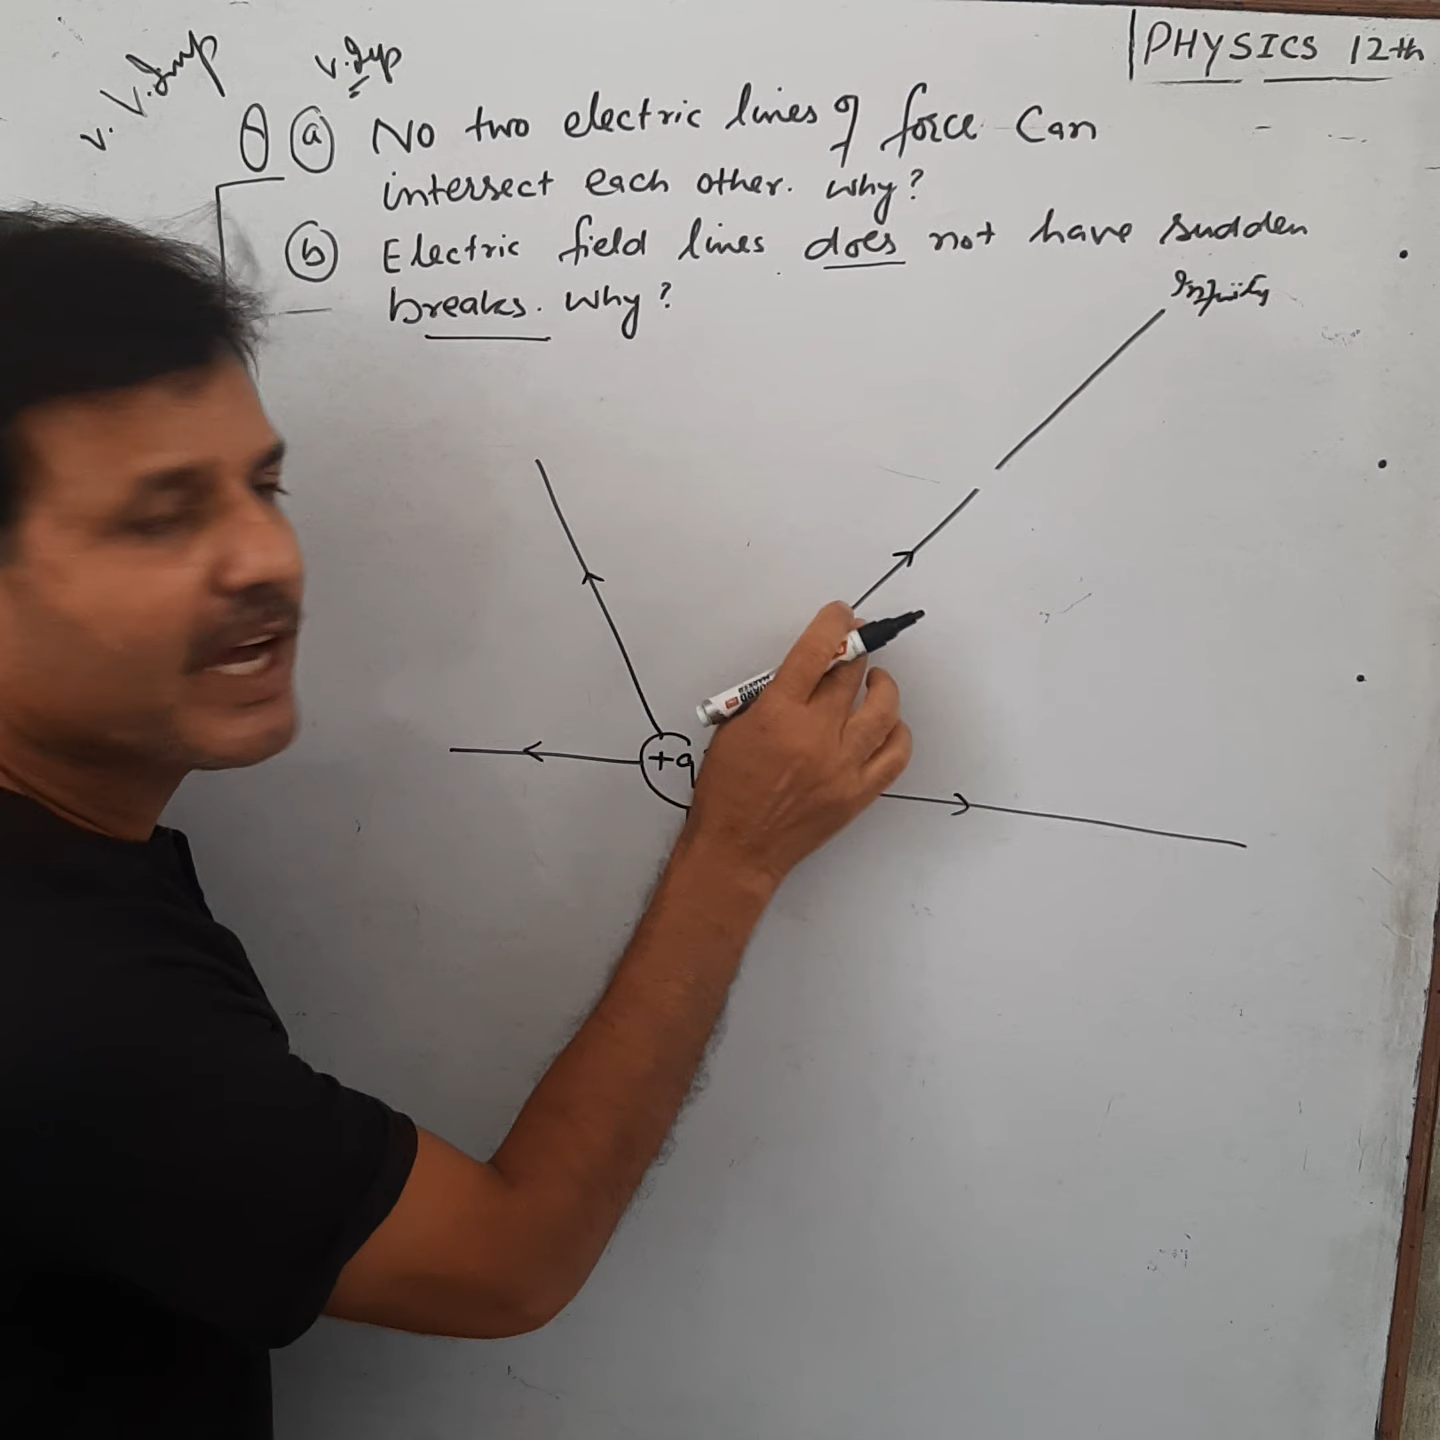 PHYSICS 12th
V. V. Imp
V. Imp
Q (a) No two electric lines of force Can
intersect each other. Why?
(b) Electric field lines does not have sudden
breaks. Why?
Infinity
+q